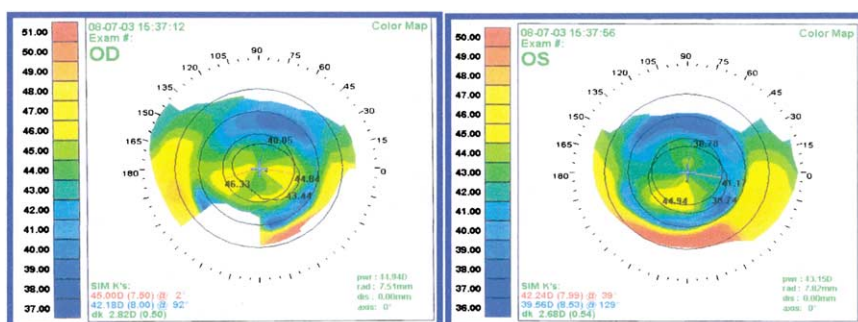 08-07-03 15:37:12
Color Map
Exam #:
OD
51.00
50.00
49.00
48.00
47.00
46.00
45.00
44.00
43.00
42.00
41.00
40.00
39.00
38.00
37.00
90
105
75
120
60
135
45
150
30
165
15
180
0
40.05
46.33
44.84
43.44
SIM K's:
45.00D (7.50) @ 2°
42.18D (8.00) @ 92°
dk 2.82D (0.50)
pwr : 44.94D
rad : 7.51mm
dis : 0.00mm
axis: 0°
08-07-03 15:37:56
Color Map
Exam #:
OS
50.00
49.00
48.00
47.00
46.00
45.00
44.00
43.00
42.00
41.00
40.00
39.00
38.00
37.00
36.00
90
105
75
120
60
135
45
150
30
165
15
180
0
38.78
44.94
SIM K's:
42.24D (7.99) @ 39°
39.56D (8.53) @ 129°
dk 2.68D (0.54)
pwr : 43.15D
rad : 7.82mm
dis : 0.00mm
axis: 0°